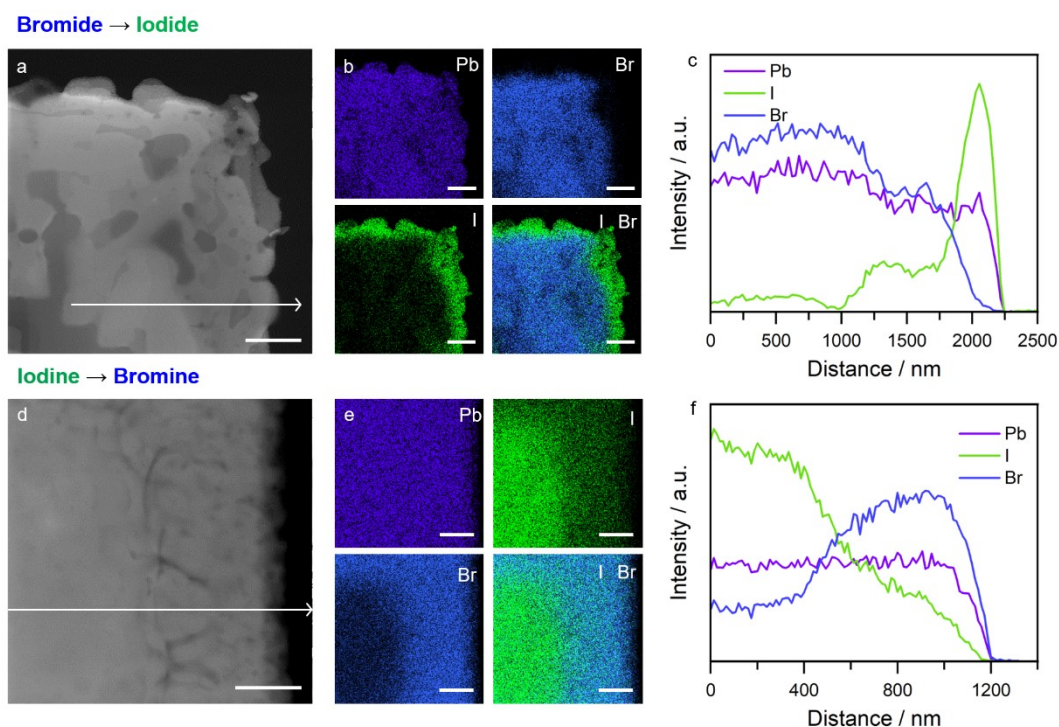 Bromide → Iodide
a
b
Pb
Br
I
I Br
c
Pb
I
Br
Intensity / a.u.
0 500 1000 1500 2000 2500
Distance / nm
Iodine → Bromine
d
e
Pb
I
Br
I Br
f
Pb
I
Br
Intensity / a.u.
0 400 800 1200
Distance / nm